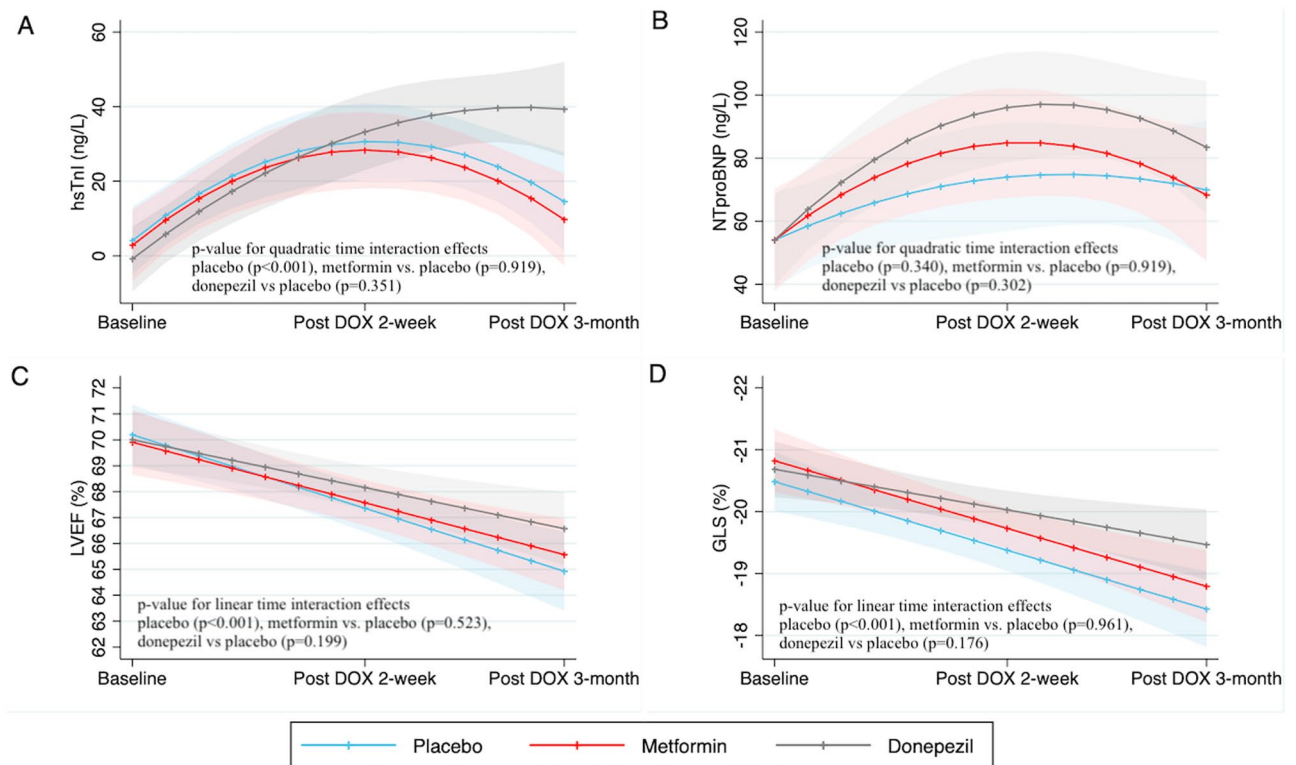 A
hsTnI (ng/L)
60
40
20
0
p-value for quadratic time interaction effects
placebo (p<0.001), metformin vs. placebo (p=0.919),
donepezil vs placebo (p=0.351)
Baseline
Post DOX 2-week
Post DOX 3-month
B
NTproBNP (ng/L)
120
100
80
60
40
p-value for quadratic time interaction effects
placebo (p=0.340), metformin vs. placebo (p=0.919),
donepezil vs placebo (p=0.302)
Baseline
Post DOX 2-week
Post DOX 3-month
C
LVEF (%)
72
71
70
69
68
67
66
65
64
63
62
p-value for linear time interaction effects
placebo (p<0.001), metformin vs. placebo (p=0.523),
donepezil vs placebo (p=0.199)
Baseline
Post DOX 2-week
Post DOX 3-month
D
GLS (%)
-22
-21
-20
-19
-18
p-value for linear time interaction effects
placebo (p<0.001), metformin vs. placebo (p=0.961),
donepezil vs placebo (p=0.176)
Baseline
Post DOX 2-week
Post DOX 3-month
Placebo
Metformin
Donepezil